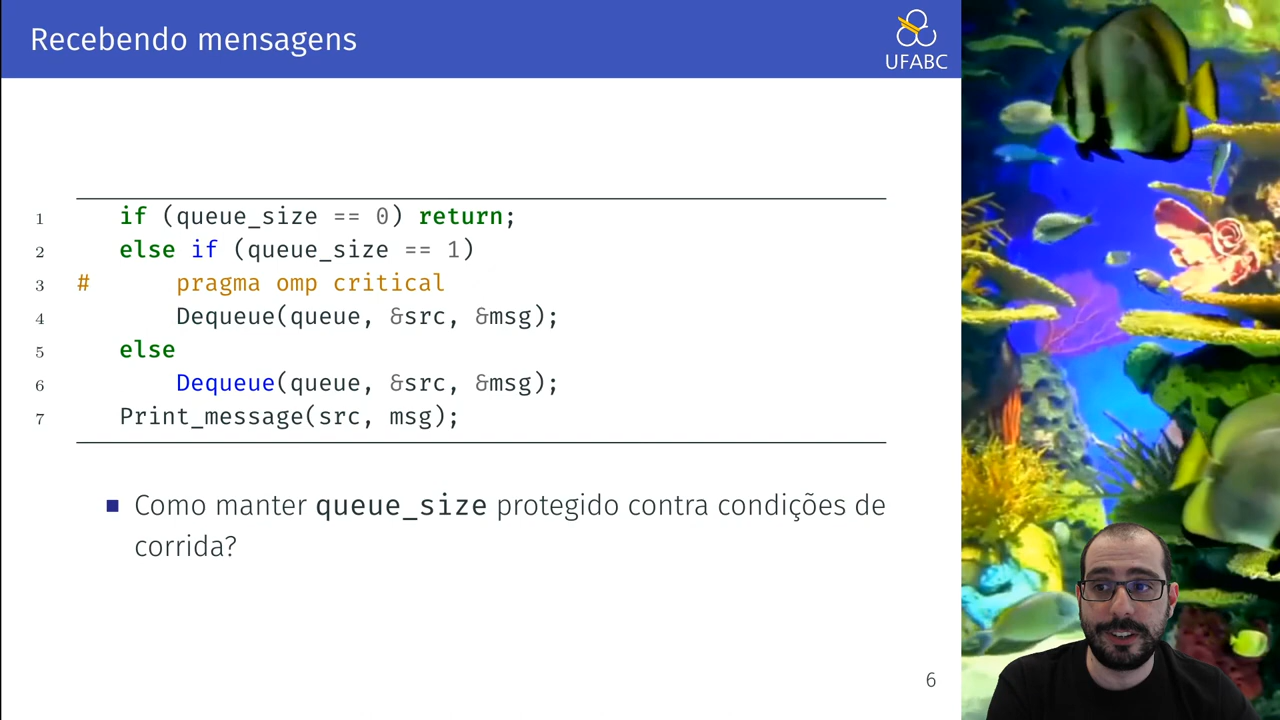 Recebendo mensagens
UFABC
1 if (queue_size == 0) return;
2 else if (queue_size == 1)
3 # pragma omp critical
4 Dequeue(queue, &src, &msg);
5 else
6 Dequeue(queue, &src, &msg);
7 Print_message(src, msg);
Como manter queue_size protegido contra condições de
corrida?
6